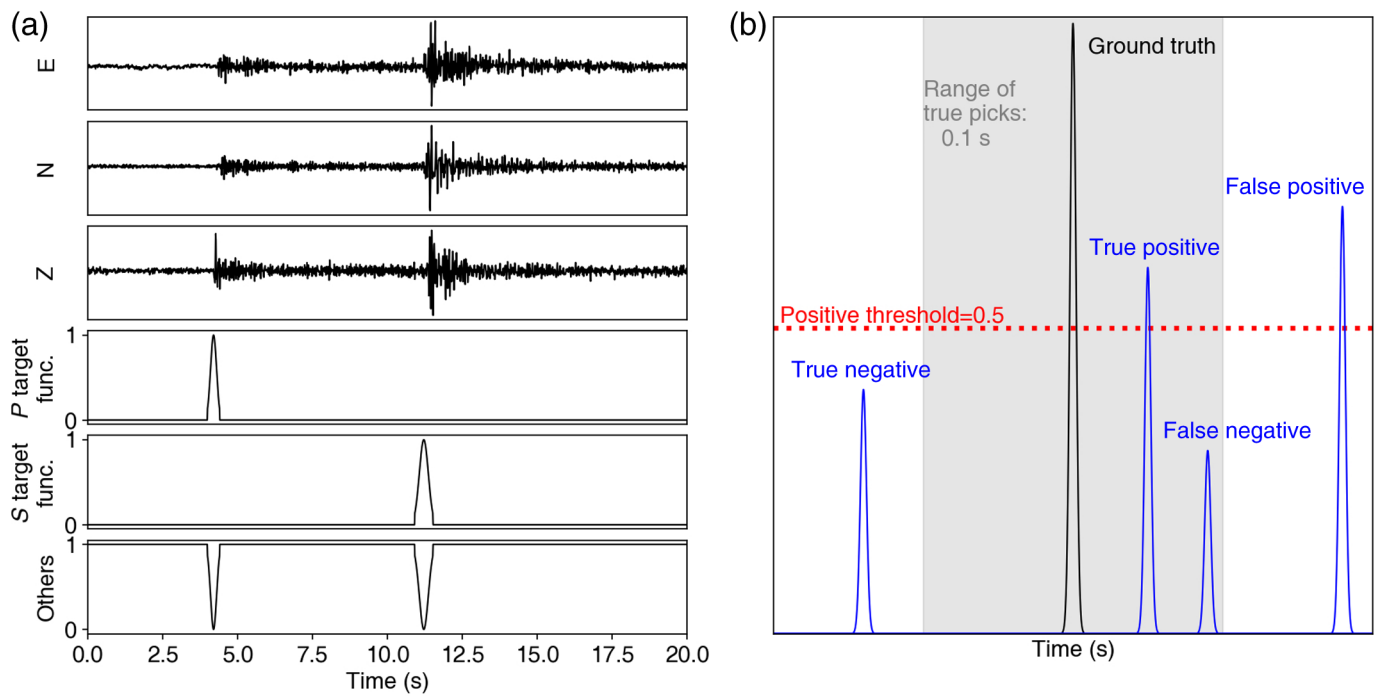 (a)
E
N
Z
1
0
P target
func.
1
0
S target
func.
1
0
Others
0.0 2.5 5.0 7.5 10.0 12.5 15.0 17.5 20.0
Time (s)
(b)
Ground truth
Range of
true picks:
0.1 s
False positive
True positive
Positive threshold=0.5
True negative
False negative
Time (s)